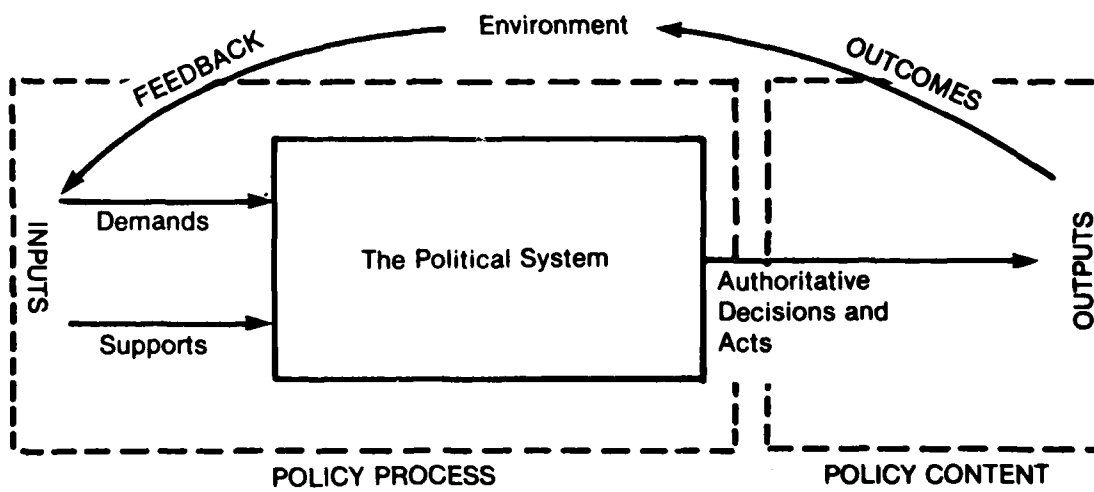 Environment
FEEDBACK
OUTCOMES
INPUTS
Demands
Supports
The Political System
Authoritative
Decisions and
Acts
OUTPUTS
POLICY PROCESS
POLICY CONTENT